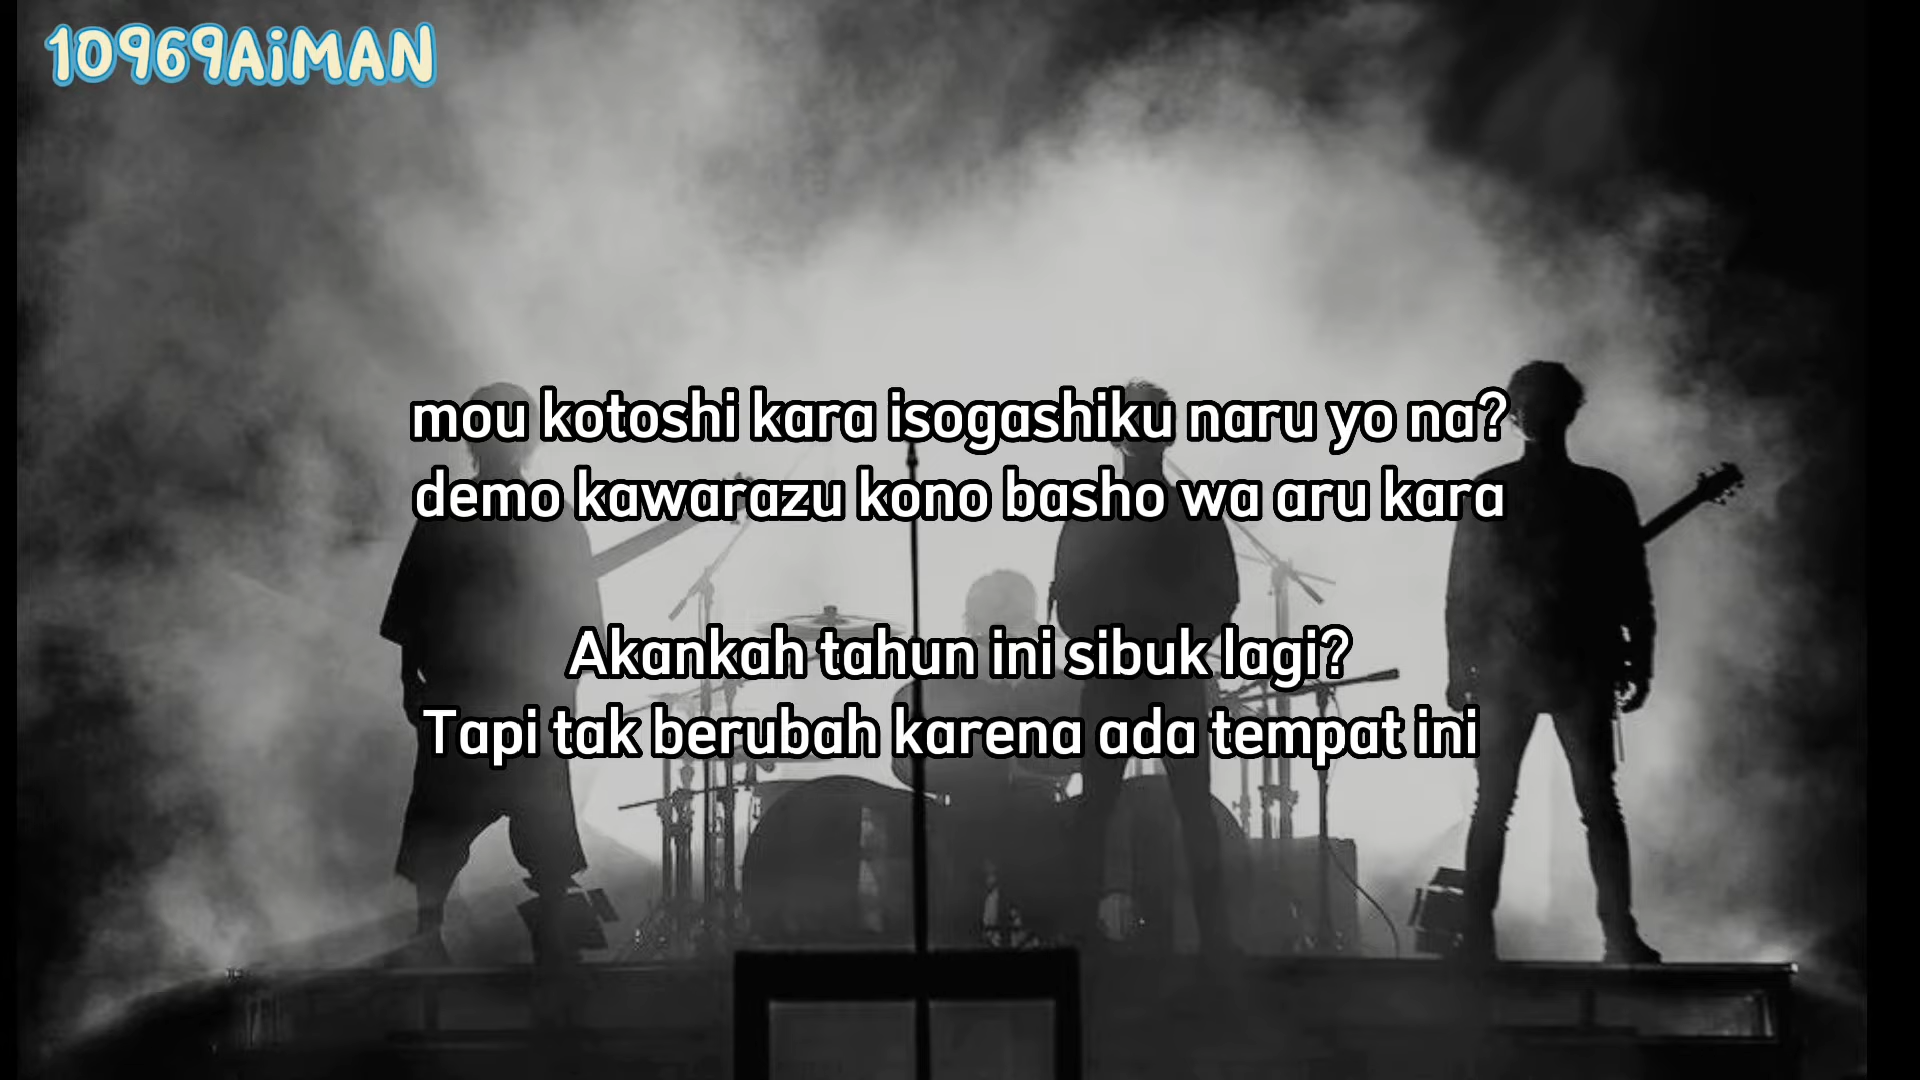 10969AiMAN
mou kotoshi kara isogashiku naru yo na?
demo kawarazu kono basho wa aru kara
Akankah tahun ini sibuk lagi?
Tapi tak berubah karena ada tempat ini